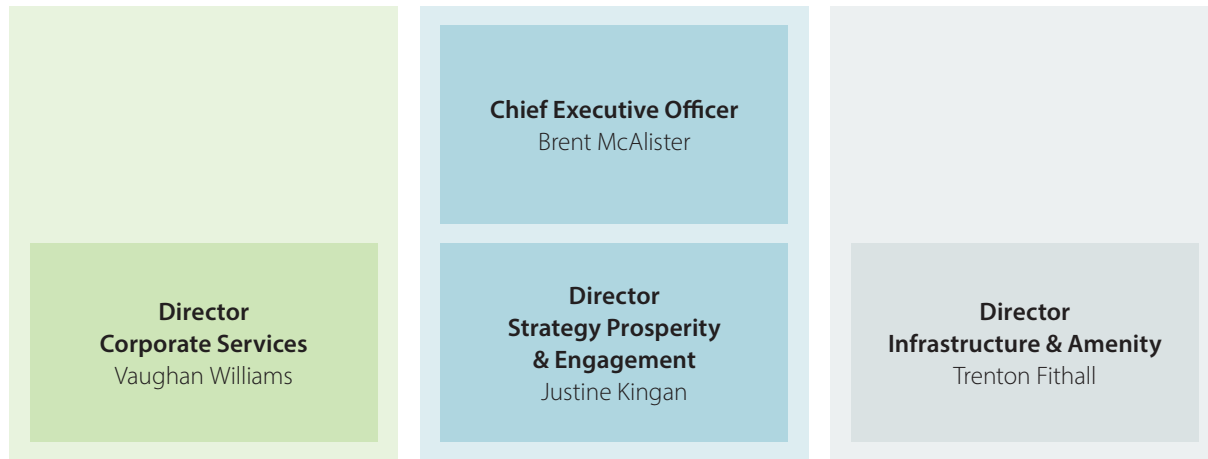 Chief Executive Officer
Brent McAlister
Director
Corporate Services
Vaughan Williams
Director
Strategy Prosperity
& Engagement
Justine Kingan
Director
Infrastructure & Amenity
Trenton Fithall